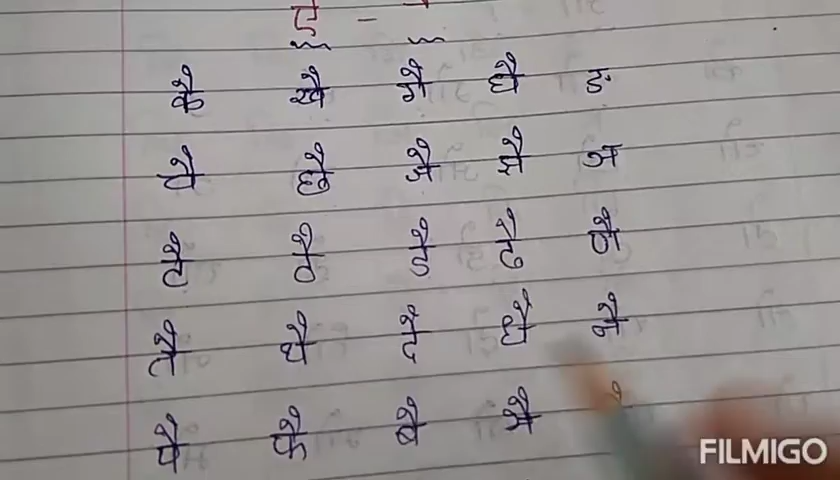 कै खै गै घै ङ
चै छै जै झै ञ
टै ठै डै ढै णै
तै थै दै धै नै
पै फै बै भै
FILMIGO